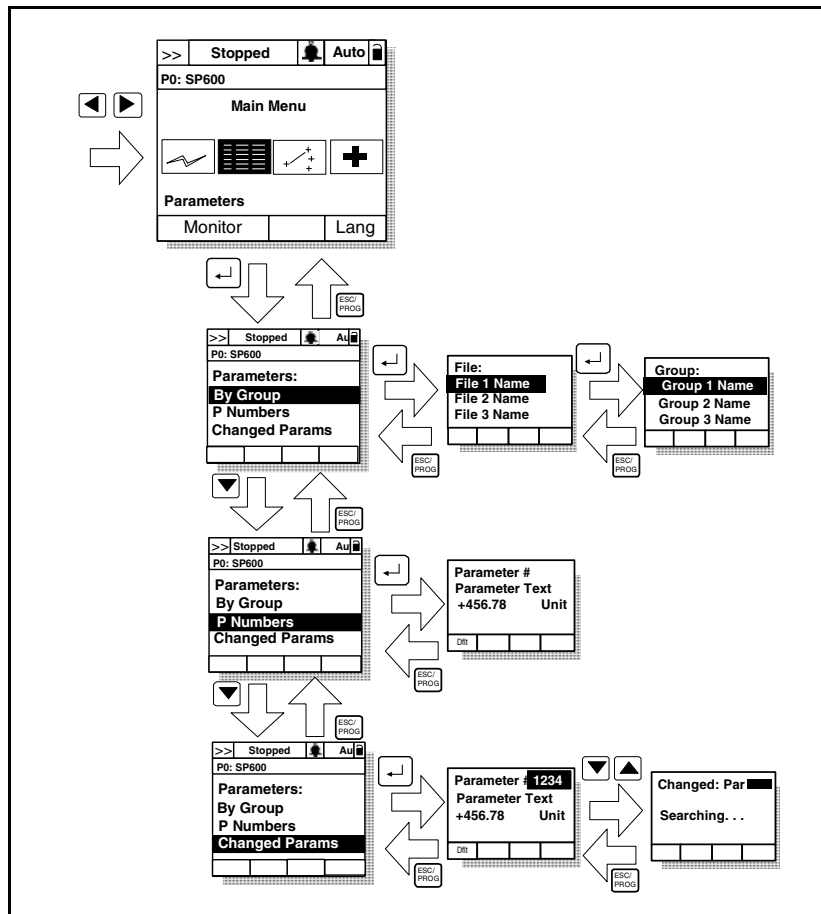 >> Stopped Auto
P0: SP600
Main Menu
Parameters
Monitor Lang
ESC/
PROG
>> Stopped Au
P0: SP600
Parameters:
By Group
P Numbers
Changed Params
ESC/
PROG
File:
File 1 Name
File 2 Name
File 3 Name
ESC/
PROG
Group:
Group 1 Name
Group 2 Name
Group 3 Name
ESC/
PROG
>> Stopped Au
P0: SP600
Parameters:
By Group
P Numbers
Changed Params
ESC/
PROG
Parameter #
Parameter Text
+456.78 Unit
Dflt
ESC/
PROG
>> Stopped Au
P0: SP600
Parameters:
By Group
P Numbers
Changed Params
ESC/
PROG
Parameter # 1234
Parameter Text
+456.78 Unit
Dflt
ESC/
PROG
Changed: Par
Searching. . .